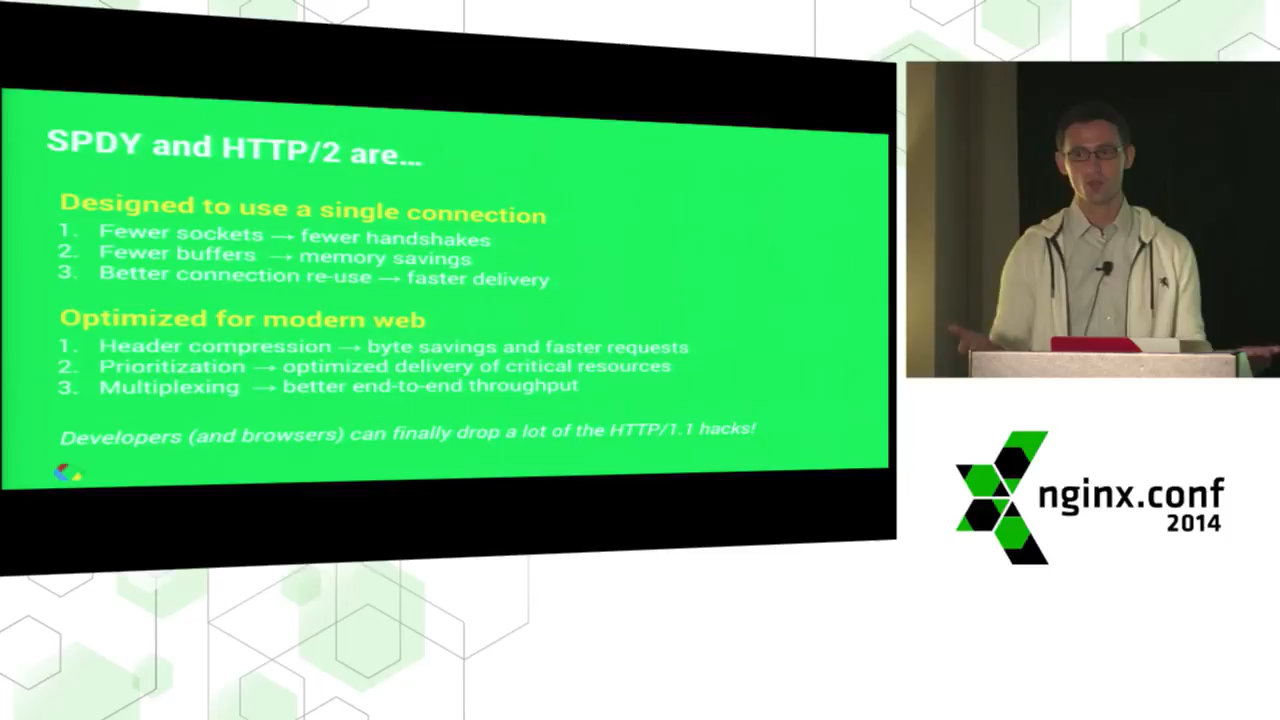 SPDY and HTTP/2 are...
Designed to use a single connection
1. Fewer sockets → fewer handshakes
2. Fewer buffers → memory savings
3. Better connection re-use → faster delivery
Optimized for modern web
1. Header compression → byte savings and faster requests
2. Prioritization → optimized delivery of critical resources
3. Multiplexing → better end-to-end throughput
Developers (and browsers) can finally drop a lot of the HTTP/1.1 hacks!
nginx.conf
2014